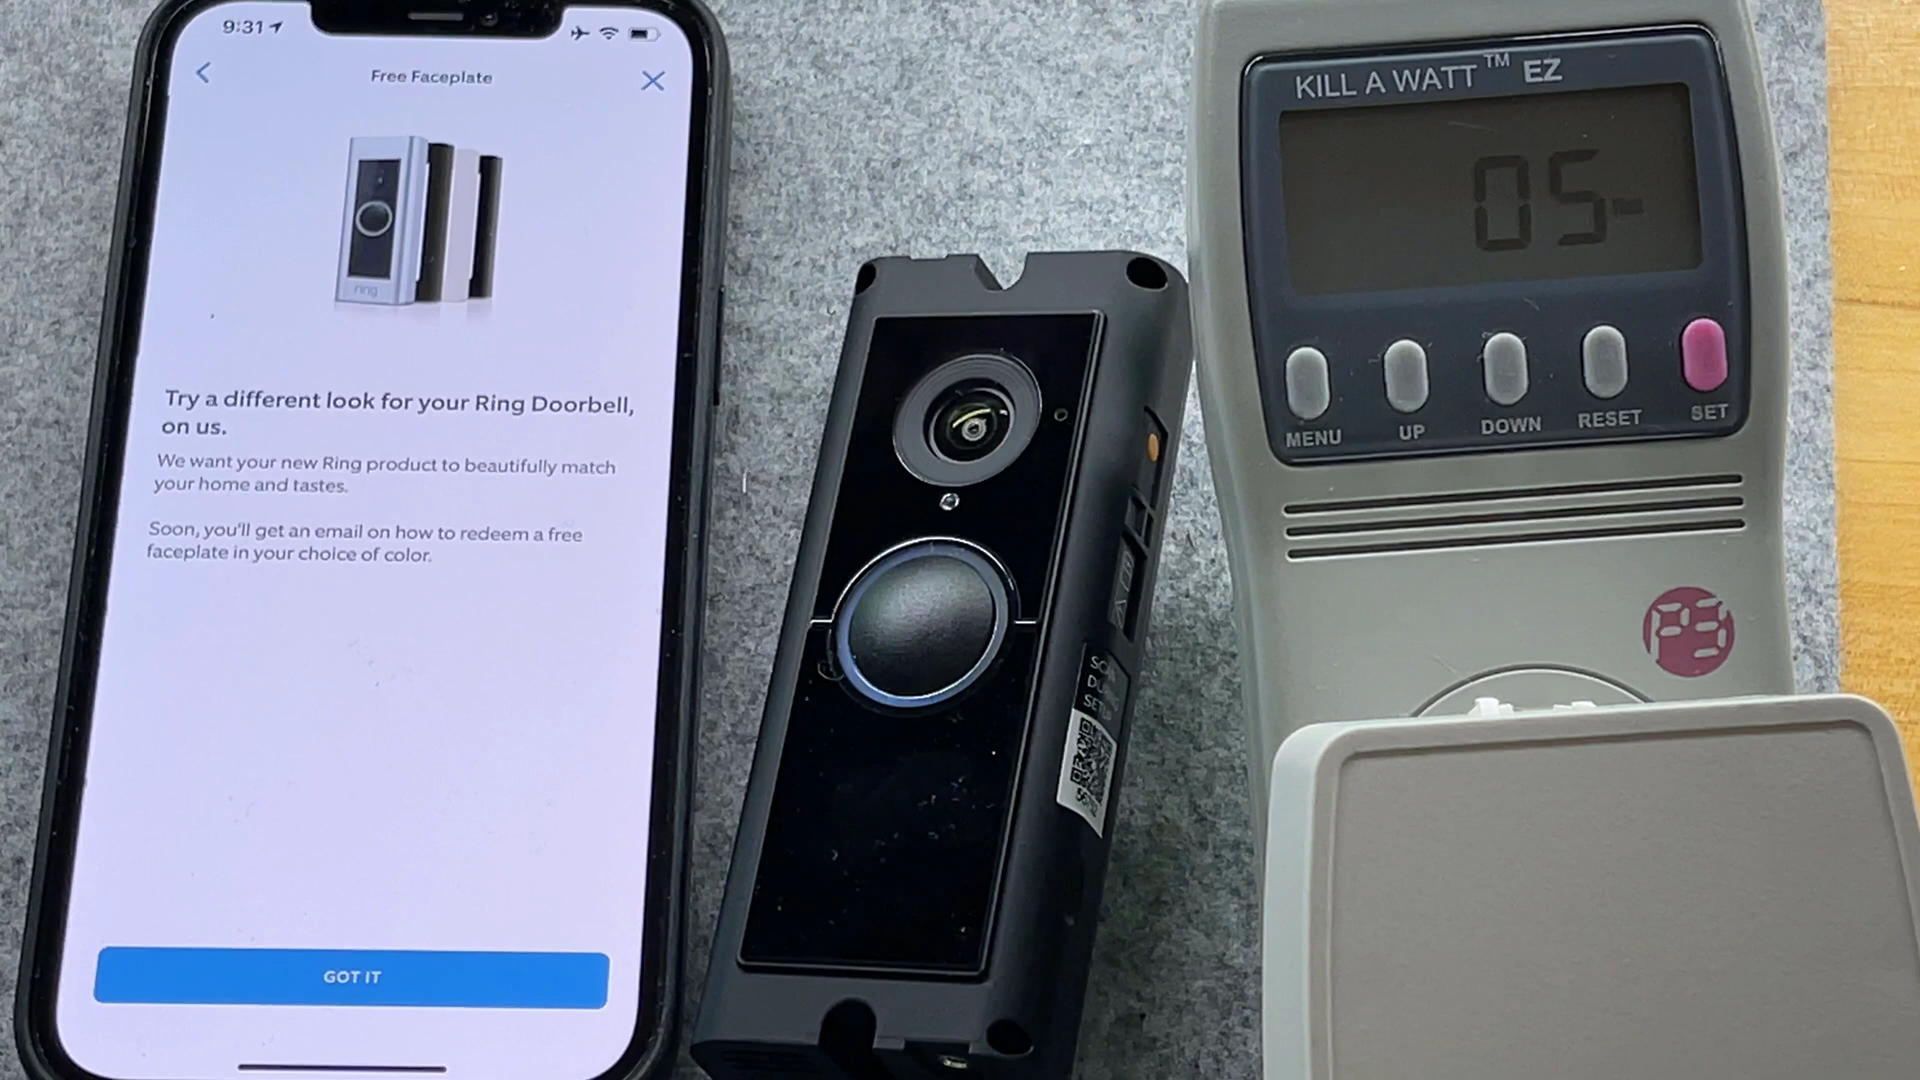 9:31
Free Faceplate
ring
Try a different look for your Ring Doorbell,
on us.
We want your new Ring product to beautifully match
your home and tastes.
Soon, you'll get an email on how to redeem a free
faceplate in your choice of color.
GOT IT
KILL A WATT™ EZ
05-
MENU UP DOWN RESET SET
P3